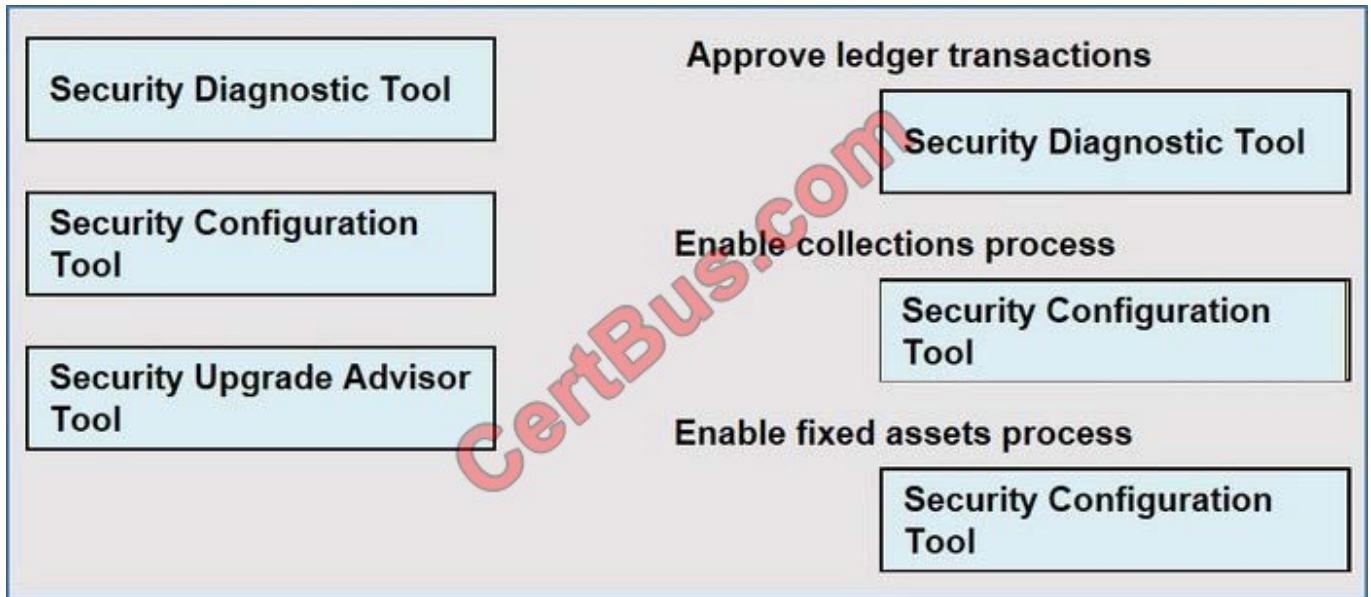 Security Diagnostic Tool
Security Configuration
Tool
Security Upgrade Advisor
Tool
Approve ledger transactions
Security Diagnostic Tool
Enable collections process
Security Configuration
Tool
Enable fixed assets process
Security Configuration
Tool
CertBus.com